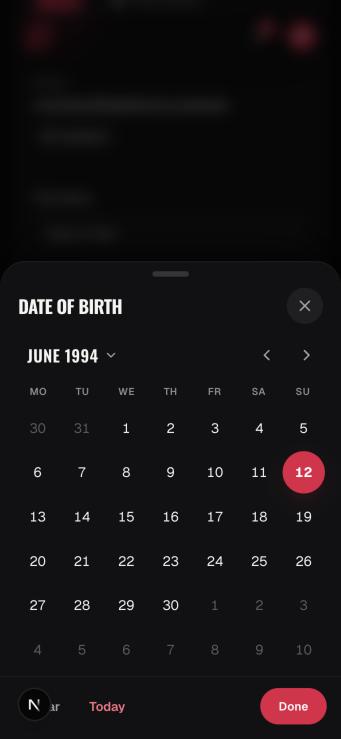 DATE OF BIRTH
JUNE 1994
MO TU WE TH FR SA SU
30 31 1 2 3 4 5
6 7 8 9 10 11 12
13 14 15 16 17 18 19
20 21 22 23 24 25 26
27 28 29 30 1 2 3
4 5 6 7 8 9 10
N ar Today Done